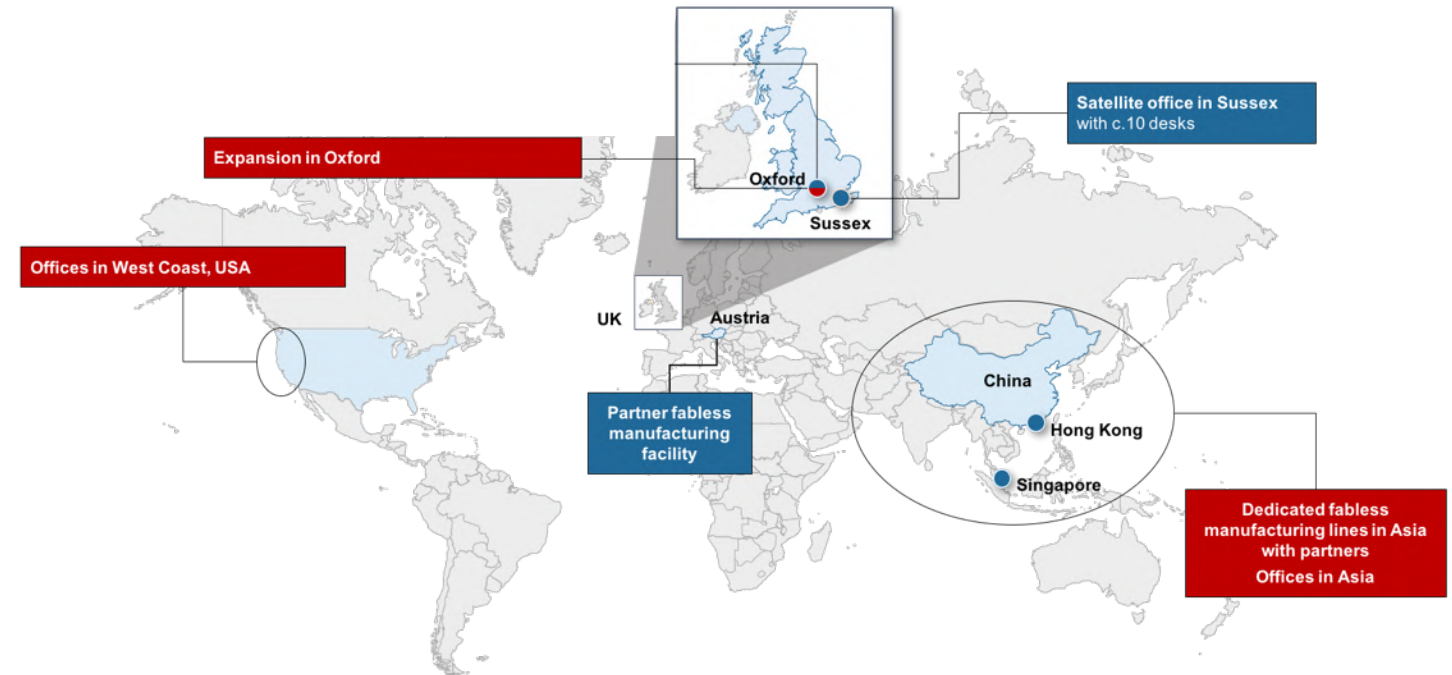 Satellite office in Sussex
with c.10 desks
Expansion in Oxford
Oxford
Sussex
Offices in West Coast, USA
UK
Austria
China
Partner fabless
manufacturing
facility
Hong Kong
Singapore
Dedicated fabless
manufacturing lines in Asia
with partners
Offices in Asia